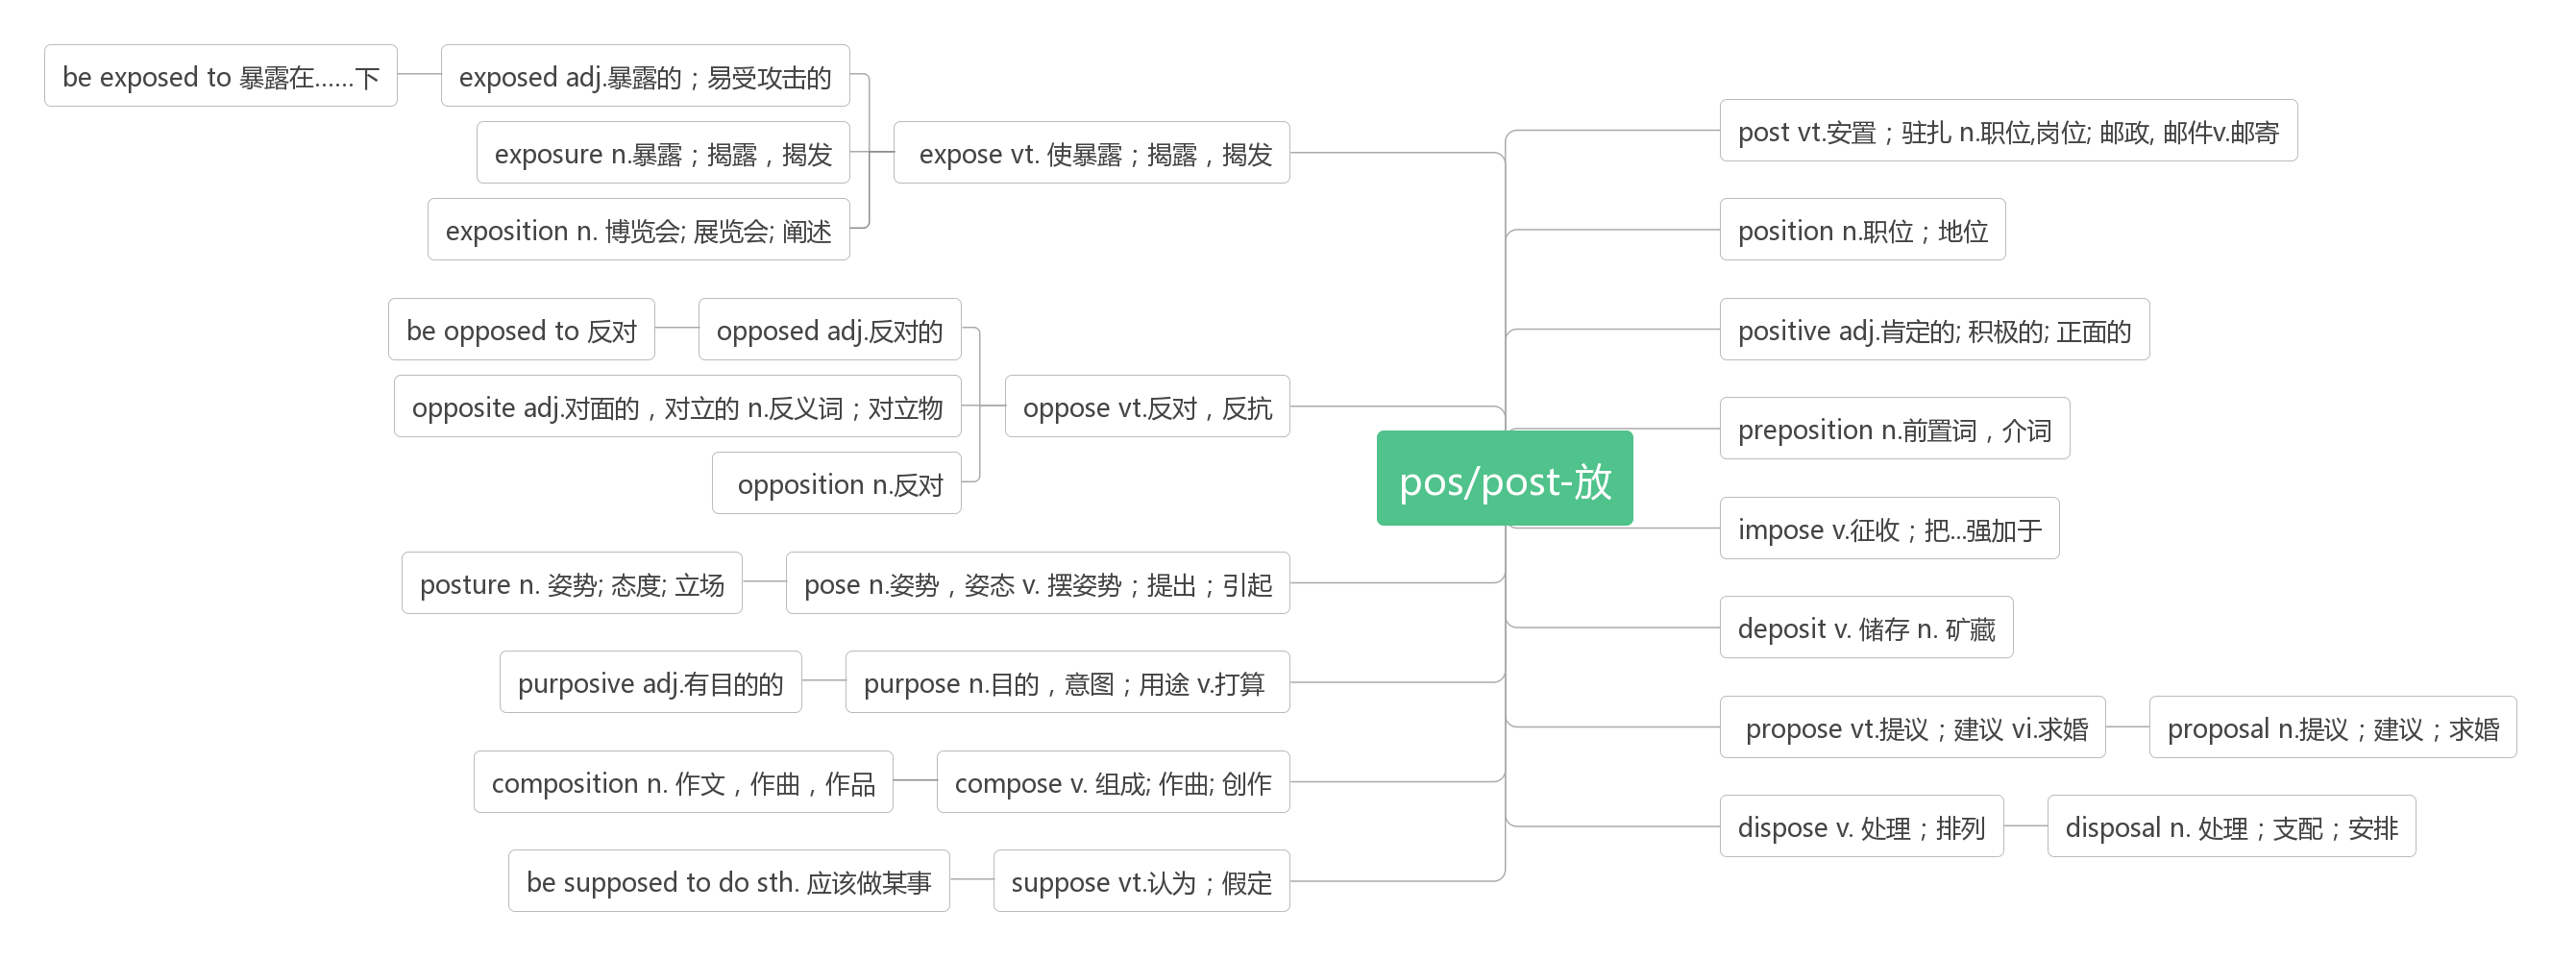 pos/post-放
post vt.安置；驻扎 n.职位,岗位; 邮政, 邮件v.邮寄
position n.职位；地位
positive adj.肯定的; 积极的; 正面的
preposition n.前置词，介词
impose v.征收；把...强加于
deposit v. 储存 n. 矿藏
propose vt.提议；建议 vi.求婚
proposal n.提议；建议；求婚
dispose v. 处理；排列
disposal n. 处理；支配；安排
expose vt. 使暴露；揭露，揭发
exposed adj.暴露的；易受攻击的
be exposed to 暴露在......下
exposure n.暴露；揭露，揭发
exposition n. 博览会; 展览会; 阐述
oppose vt.反对，反抗
opposed adj.反对的
be opposed to 反对
opposite adj.对面的，对立的 n.反义词；对立物
opposition n.反对
pose n.姿势，姿态 v. 摆姿势；提出；引起
posture n. 姿势; 态度; 立场
purpose n.目的，意图；用途 v.打算
purposive adj.有目的的
compose v. 组成; 作曲; 创作
composition n. 作文，作曲，作品
suppose vt.认为；假定
be supposed to do sth. 应该做某事